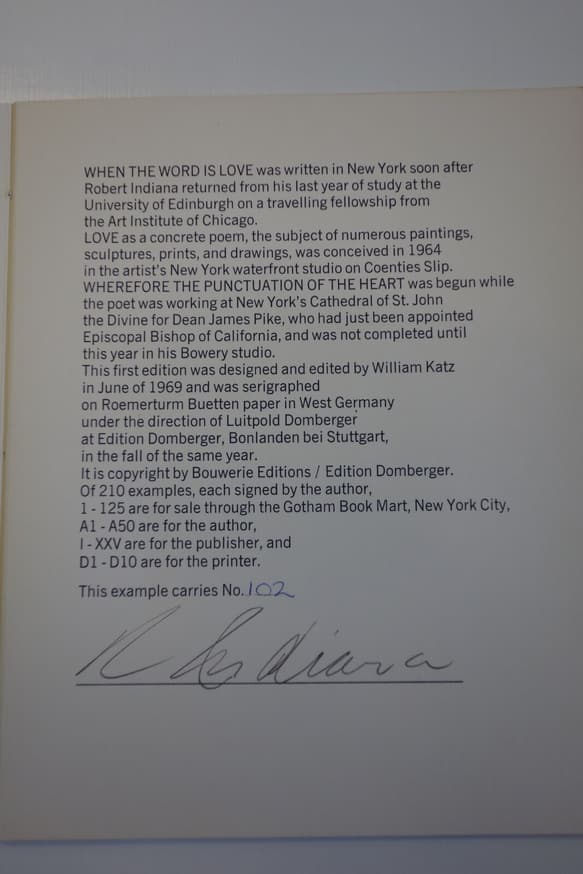 WHEN THE WORD IS LOVE was written in New York soon after
Robert Indiana returned from his last year of study at the
University of Edinburgh on a travelling fellowship from
the Art Institute of Chicago.
LOVE as a concrete poem, the subject of numerous paintings,
sculptures, prints, and drawings, was conceived in 1964
in the artist's New York waterfront studio on Coenties Slip.
WHEREFORE THE PUNCTUATION OF THE HEART was begun while
the poet was working at New York's Cathedral of St. John
the Divine for Dean James Pike, who had just been appointed
Episcopal Bishop of California, and was not completed until
this year in his Bowery studio.
This first edition was designed and edited by William Katz
in June of 1969 and was serigraphed
on Roemerturm Buetten paper in West Germany
under the direction of Luitpold Domberger
at Edition Domberger, Bonlanden bei Stuttgart,
in the fall of the same year.
It is copyright by Bouwerie Editions / Edition Domberger.
Of 210 examples, each signed by the author,
1 - 125 are for sale through the Gotham Book Mart, New York City,
A1 - A50 are for the author,
I - XXV are for the publisher, and
D1 - D10 are for the printer.
This example carries No. 102
R Indiana